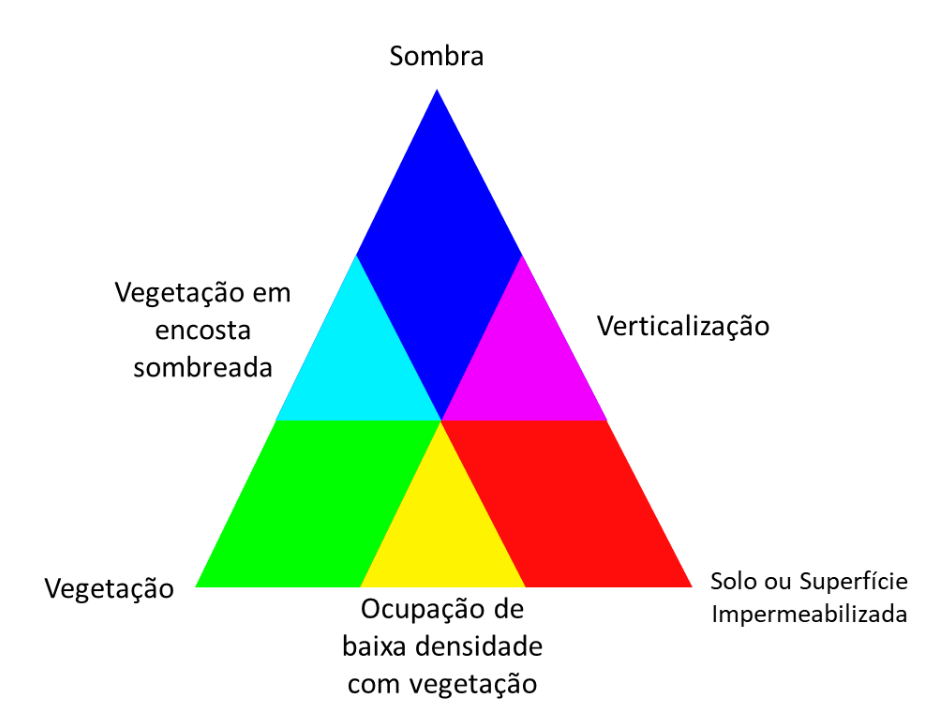 Sombra
Vegetação em
encosta
sombreada
Verticalização
Vegetação
Solo ou Superfície
Impermeabilizada
Ocupação de
baixa densidade
com vegetação